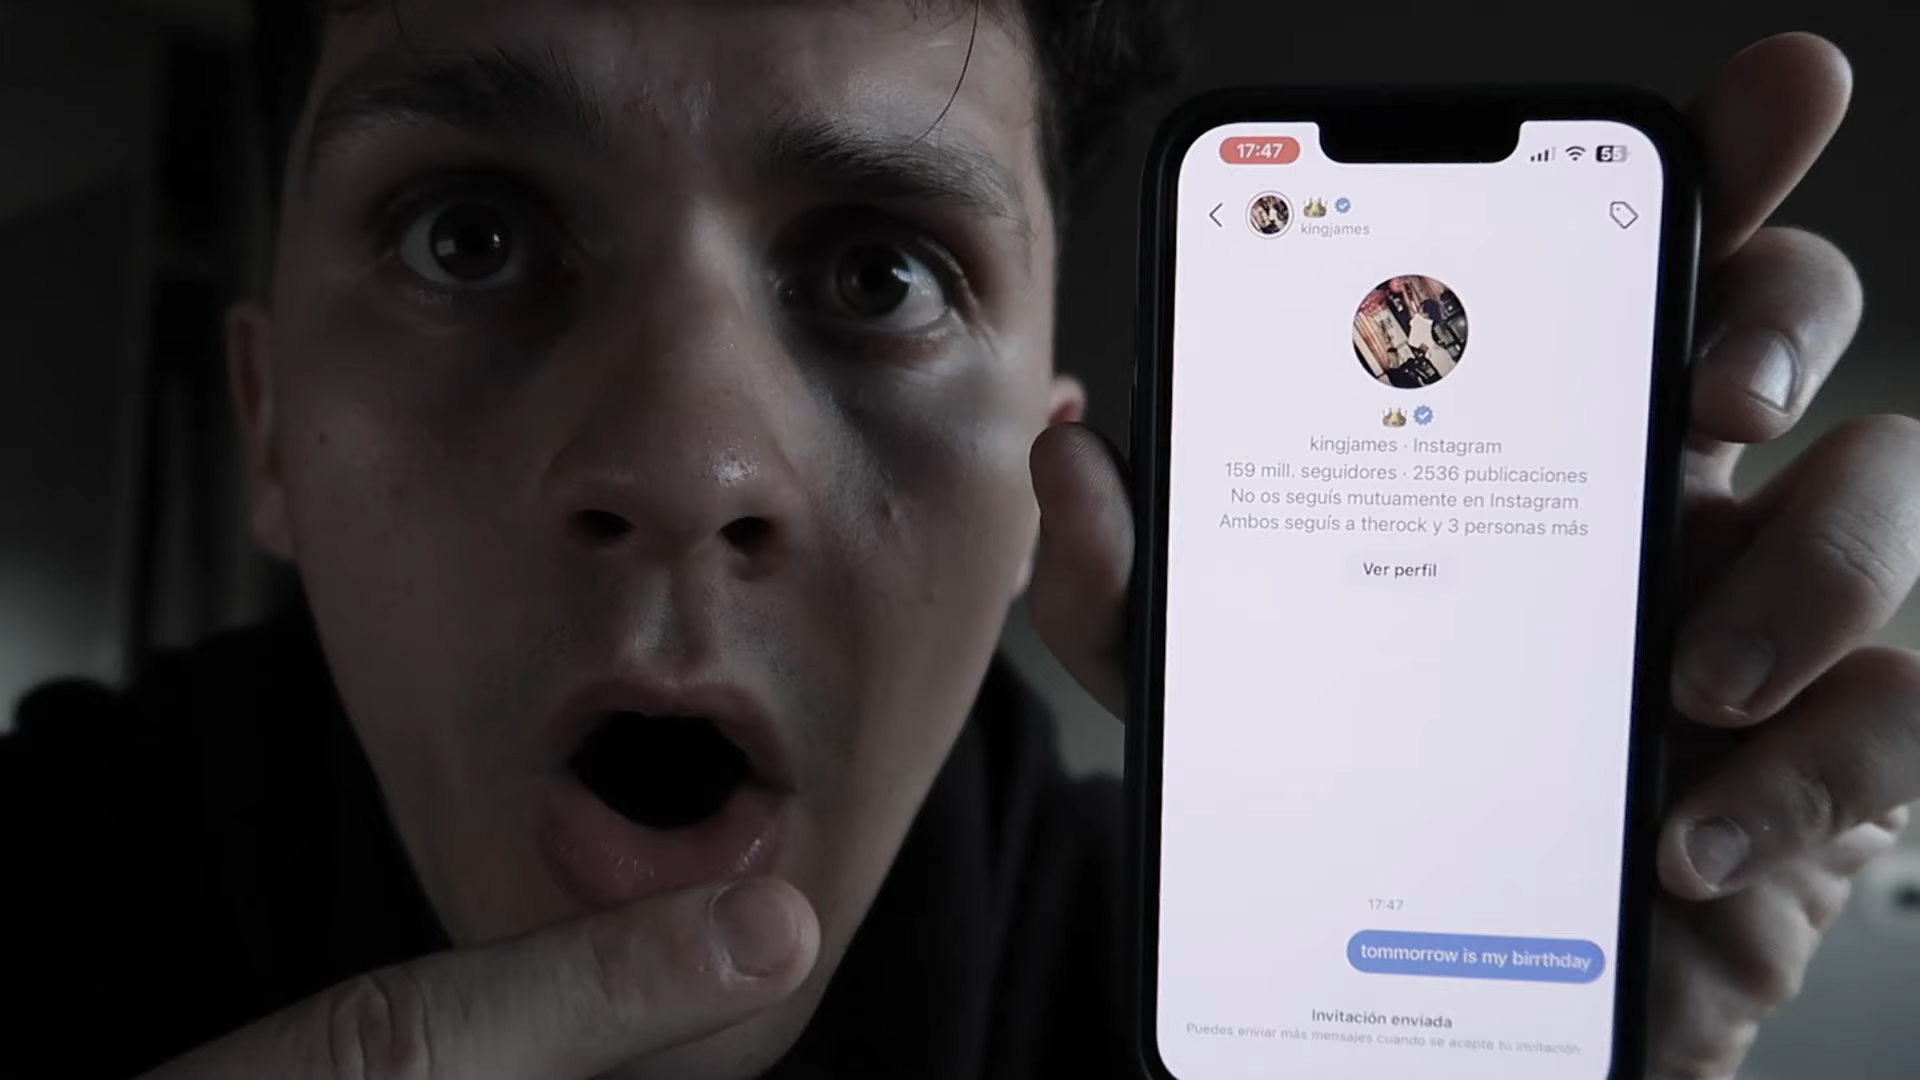 17:47
55
kingjames
kingjames · Instagram
159 mill. seguidores · 2536 publicaciones
No os seguís mutuamente en Instagram
Ambos seguís a therock y 3 personas más
Ver perfil
17:47
tommorrow is my birrthday
Invitación enviada
Puedes enviar más mensajes cuando se acepte tu invitación